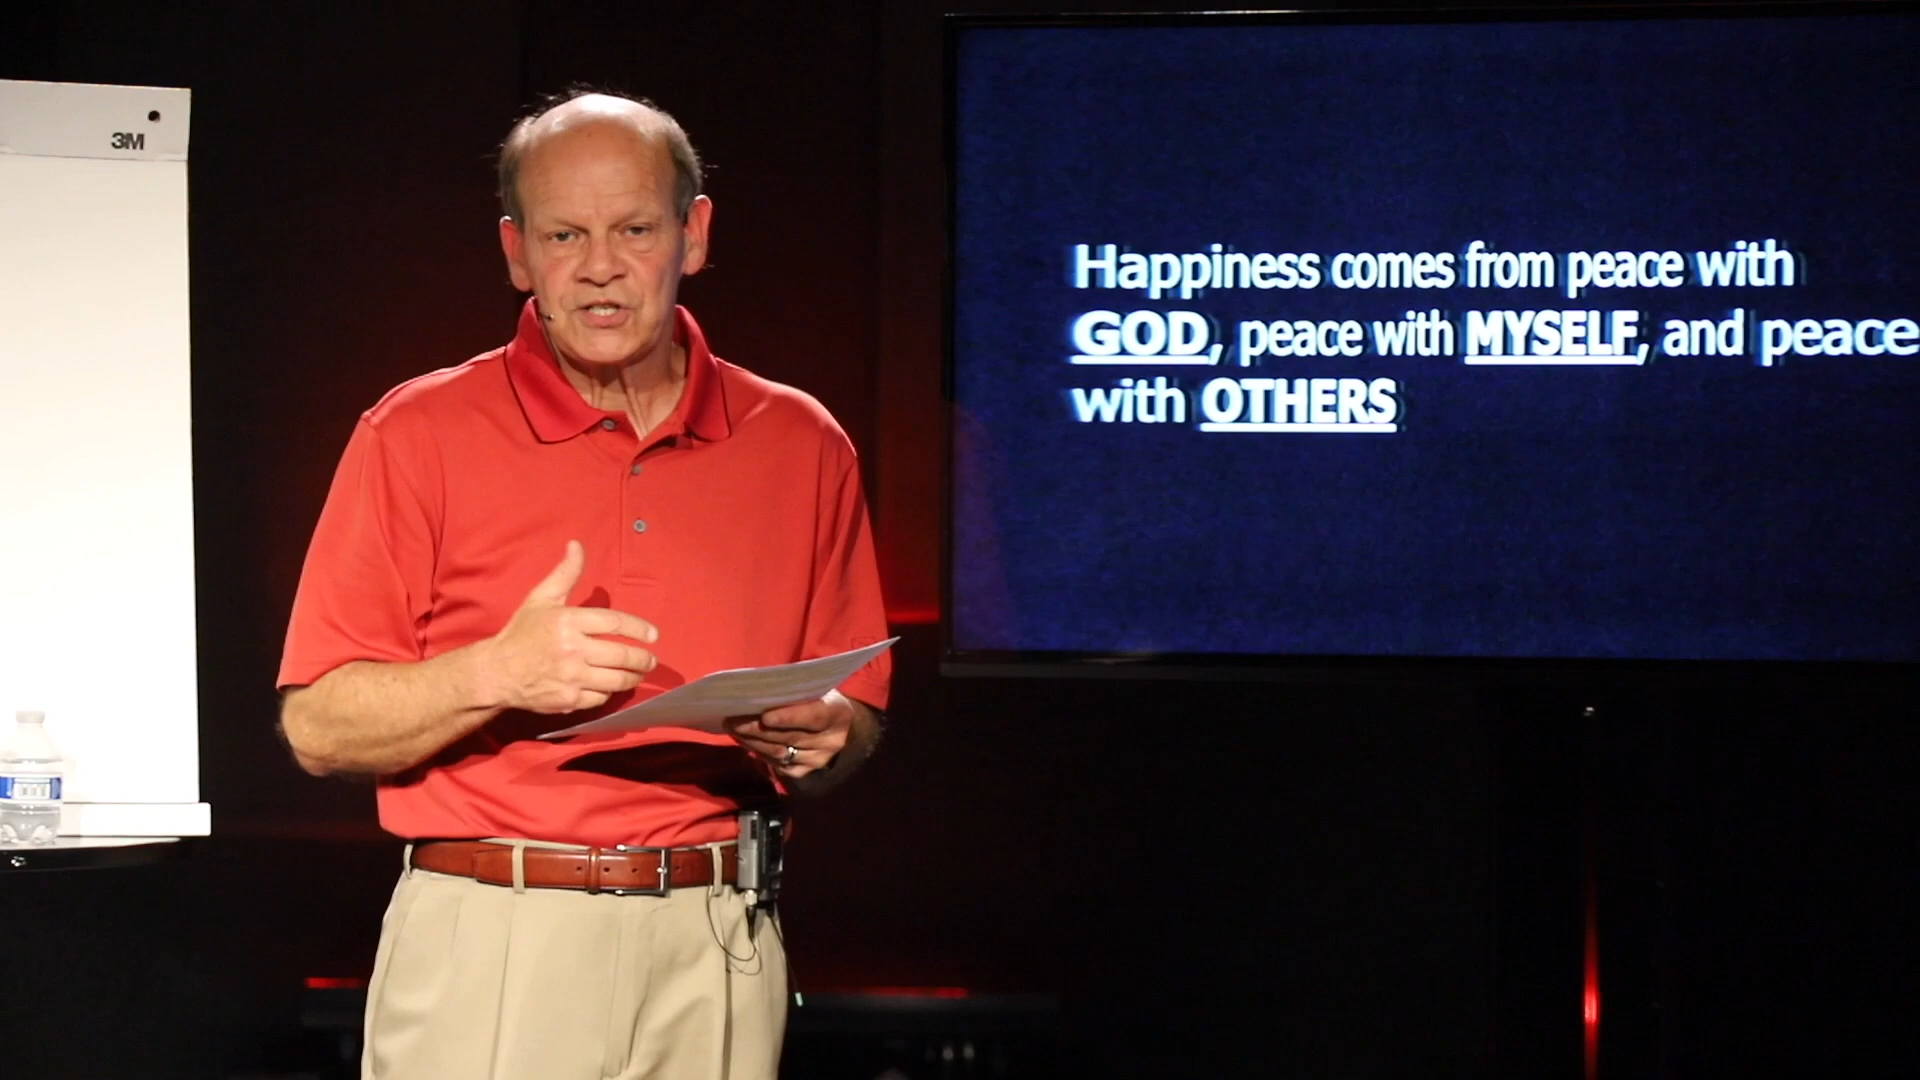 3M
Happiness comes from peace with
GOD, peace with MYSELF, and peace
with OTHERS